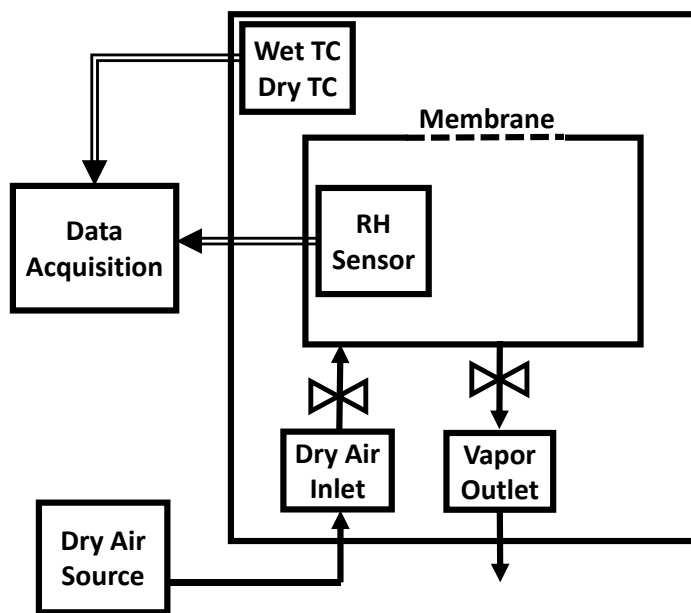 Wet TC
Dry TC
Membrane
Data
Acquisition
RH
Sensor
Dry Air
Inlet
Vapor
Outlet
Dry Air
Source